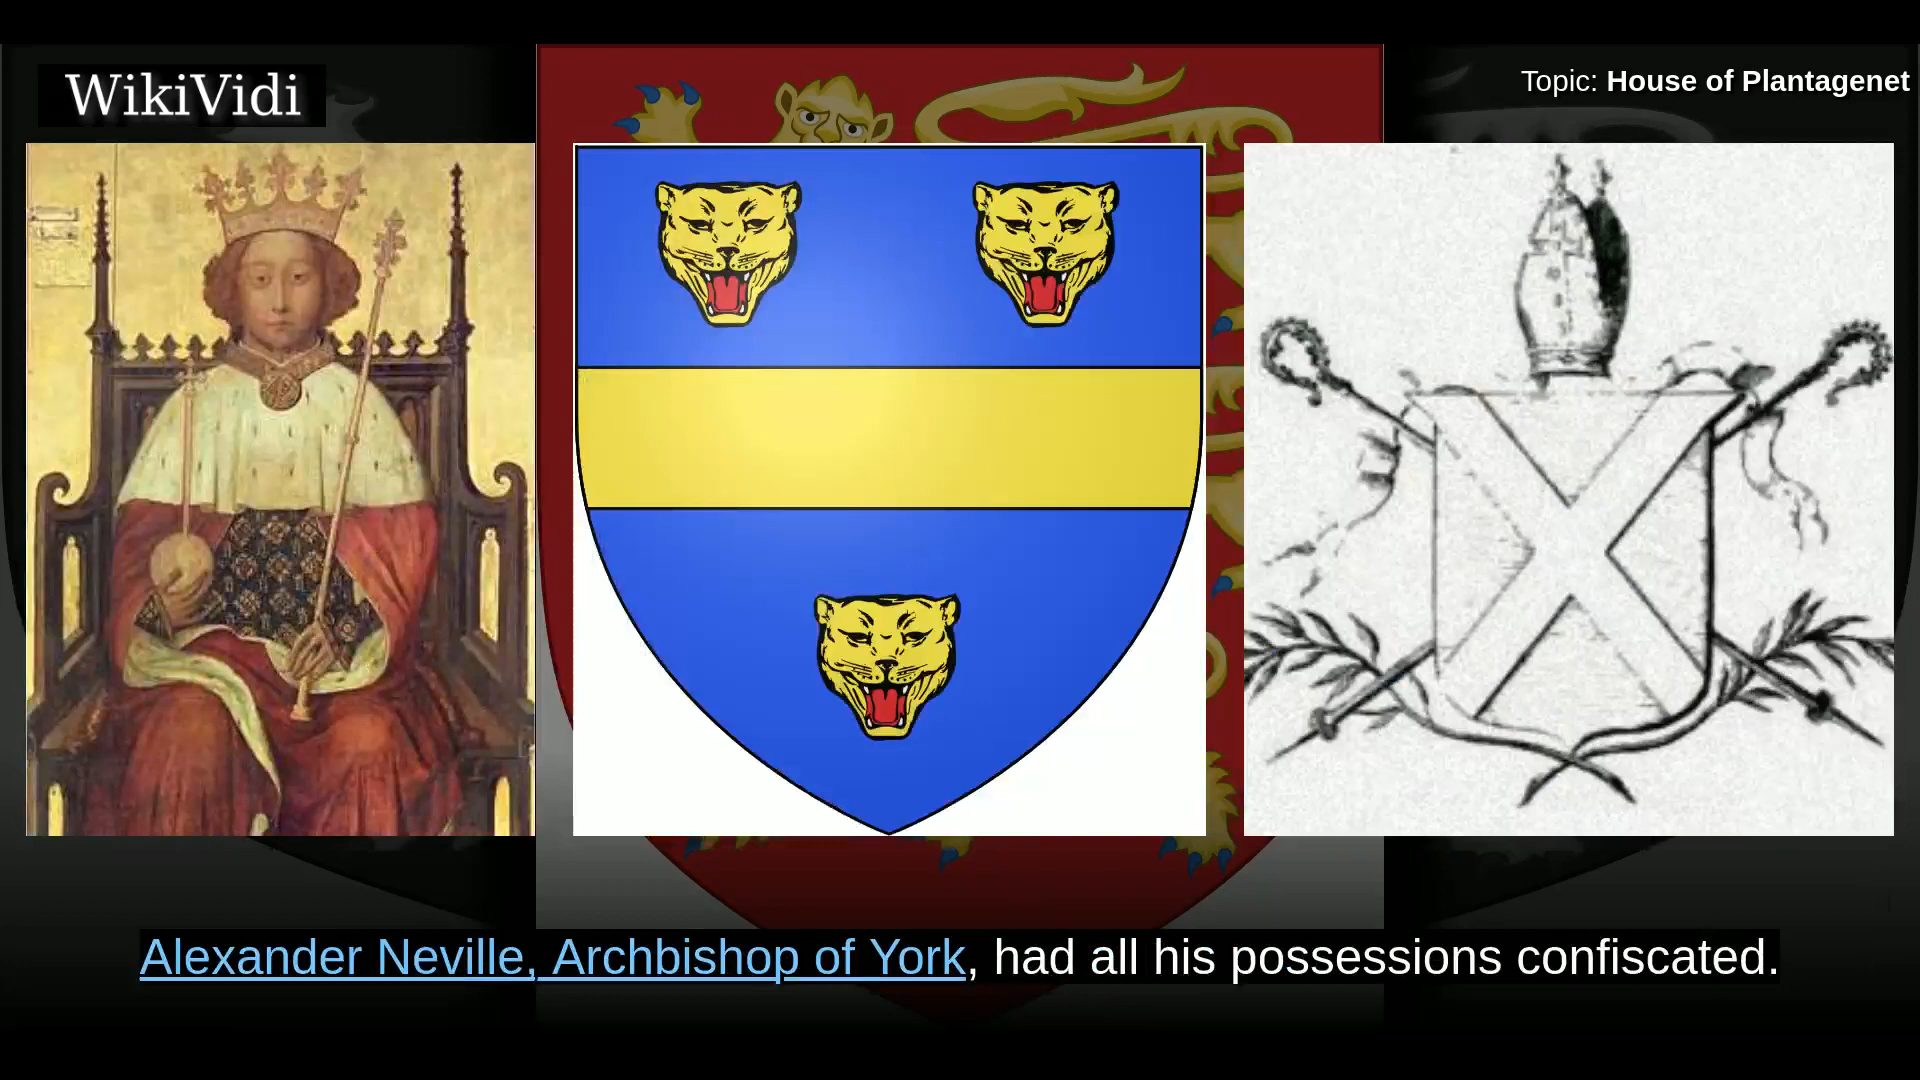 WikiVidi
Topic: House of Plantagenet
Alexander Neville, Archbishop of York, had all his possessions confiscated.